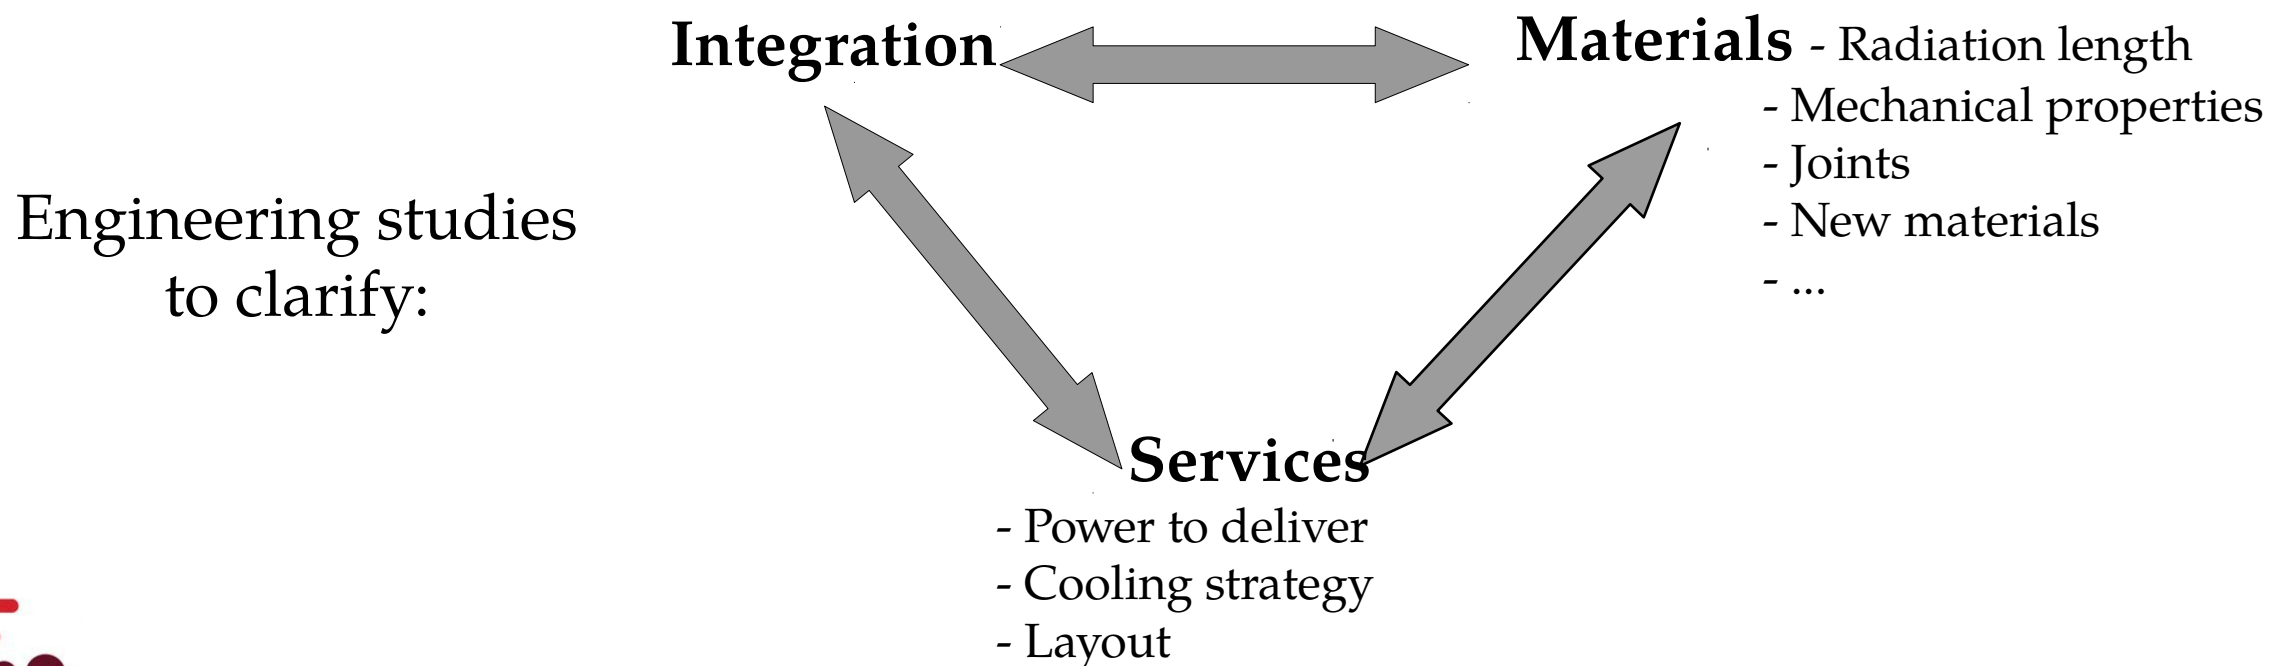 Integration
Materials - Radiation length
- Mechanical properties
- Joints
- New materials
- ...
Engineering studies
to clarify:
Services
- Power to deliver
- Cooling strategy
- Layout